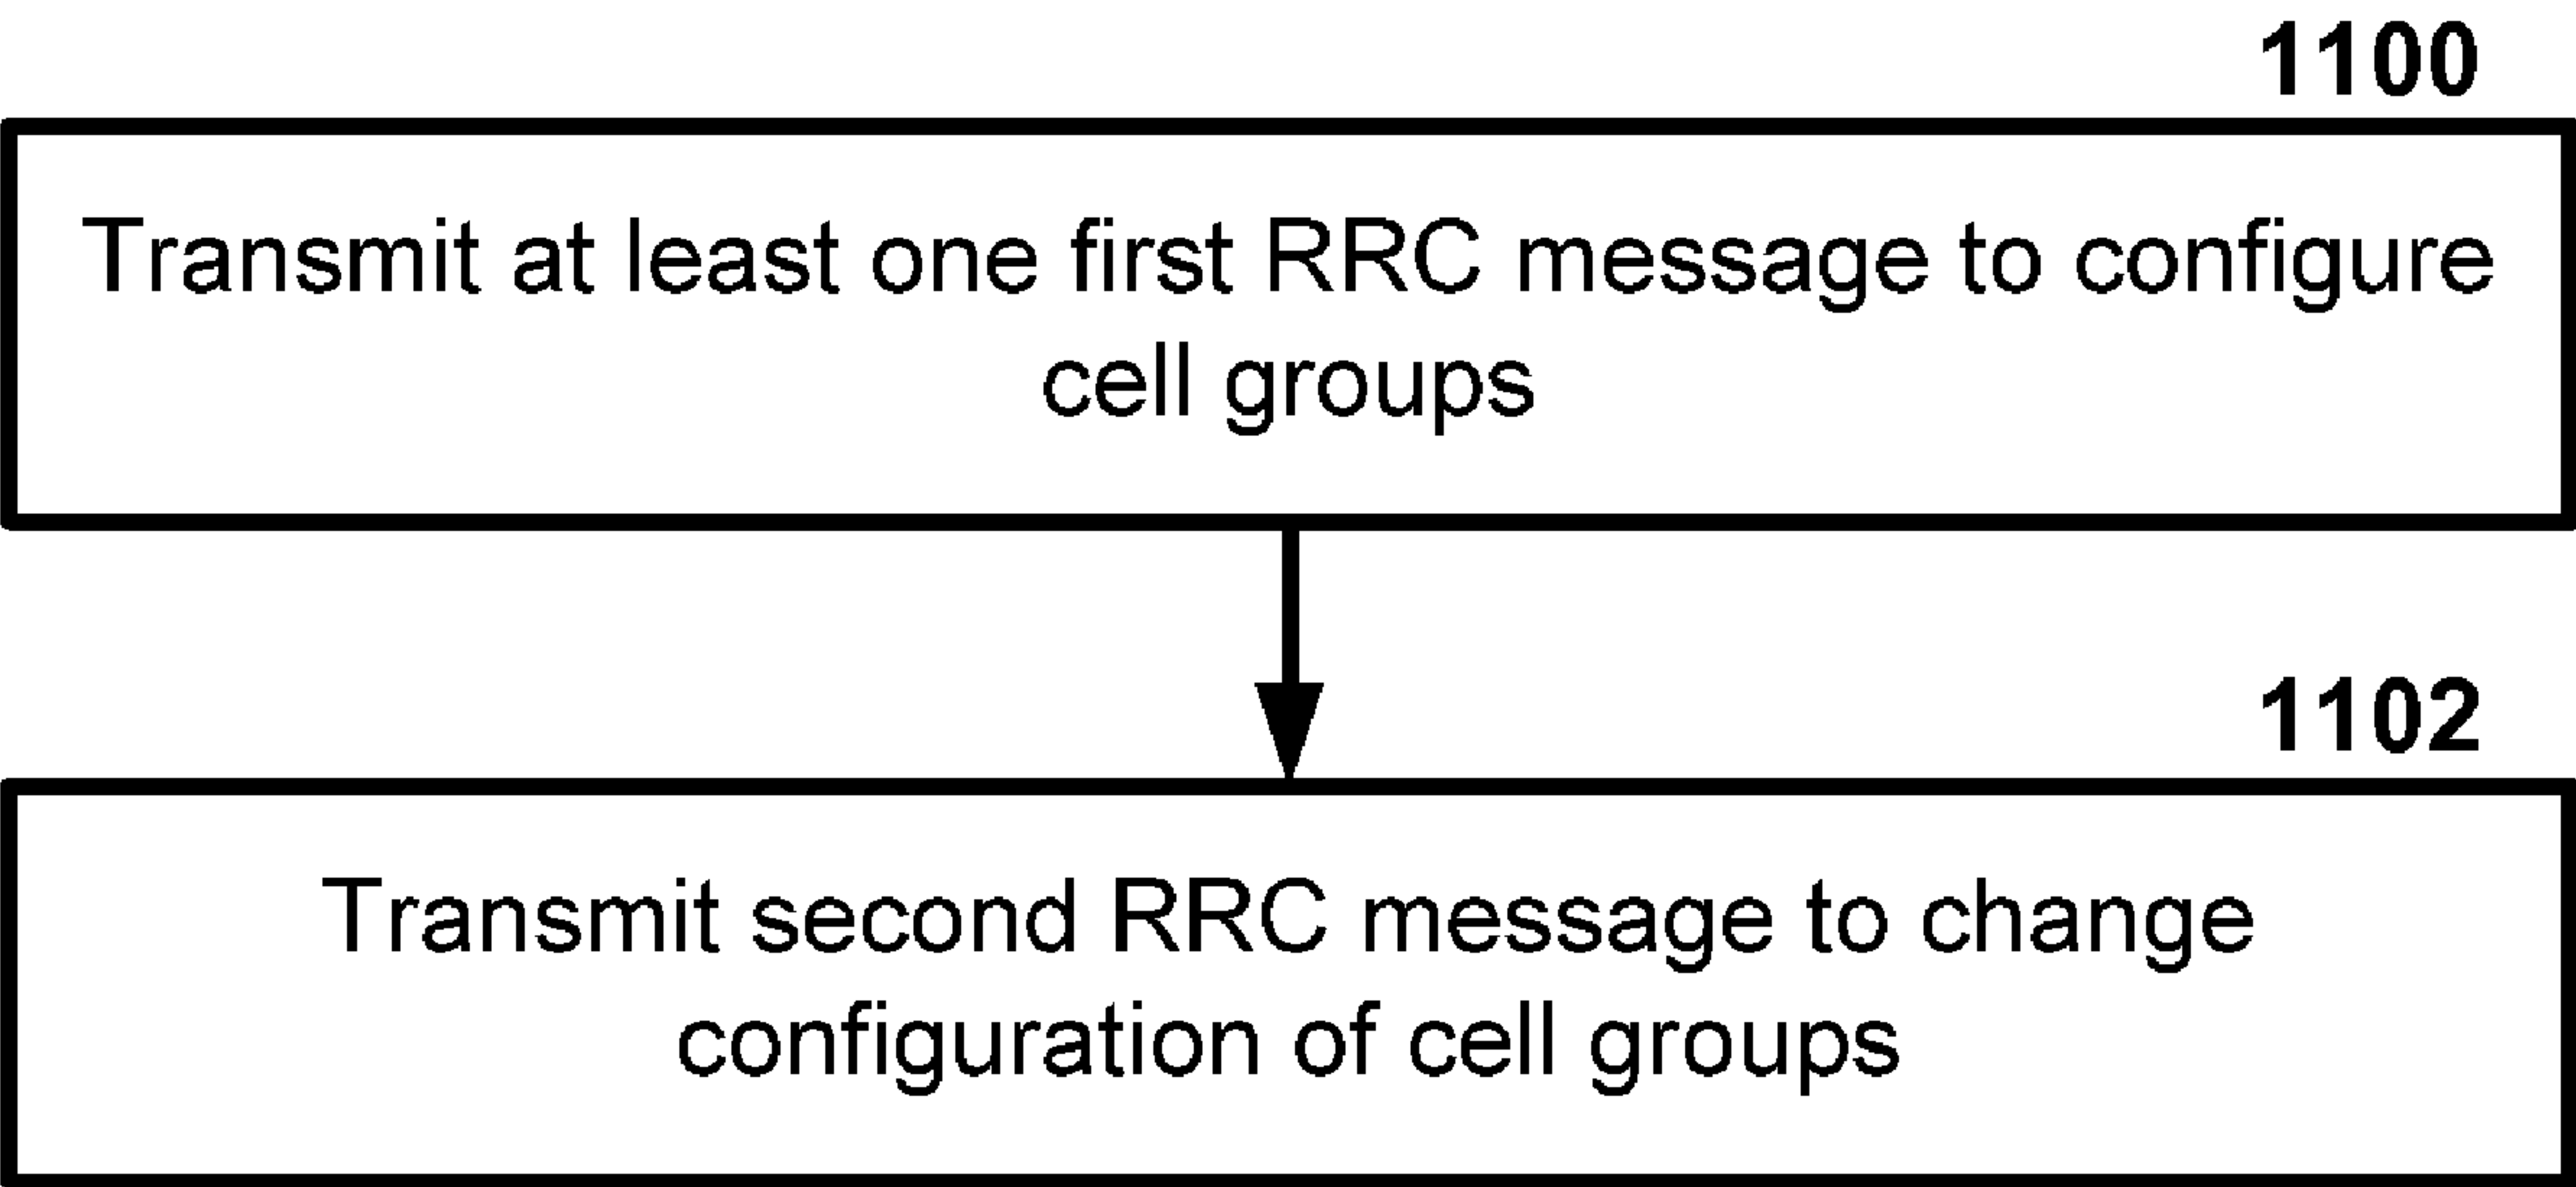 1100
Transmit at least one first RRC message to configure
cell groups
1102
Transmit second RRC message to change
configuration of cell groups